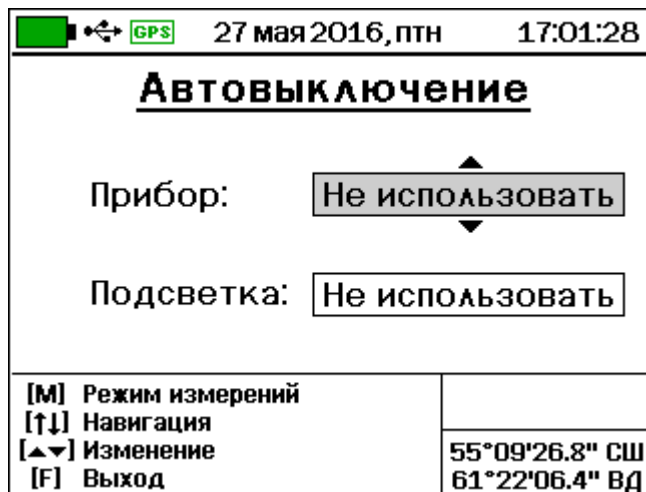 GPS 27 мая 2016, птн 17:01:28
Автовыключение
Прибор: Не использовать
Подсветка: Не использовать
[M] Режим измерений
[↑↓] Навигация
[▲▼] Изменение
[F] Выход
55°09'26.8" СШ
61°22'06.4" ВД